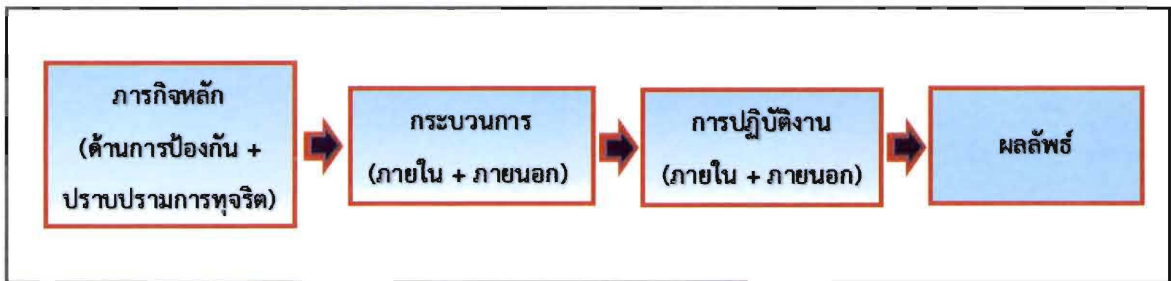 ภารกิจหลัก
(ด้านการป้องกัน +
ปราบปรามการทุจริต)
กระบวนการ
(ภายใน + ภายนอก)
การปฏิบัติงาน
(ภายใน + ภายนอก)
ผลลัพธ์